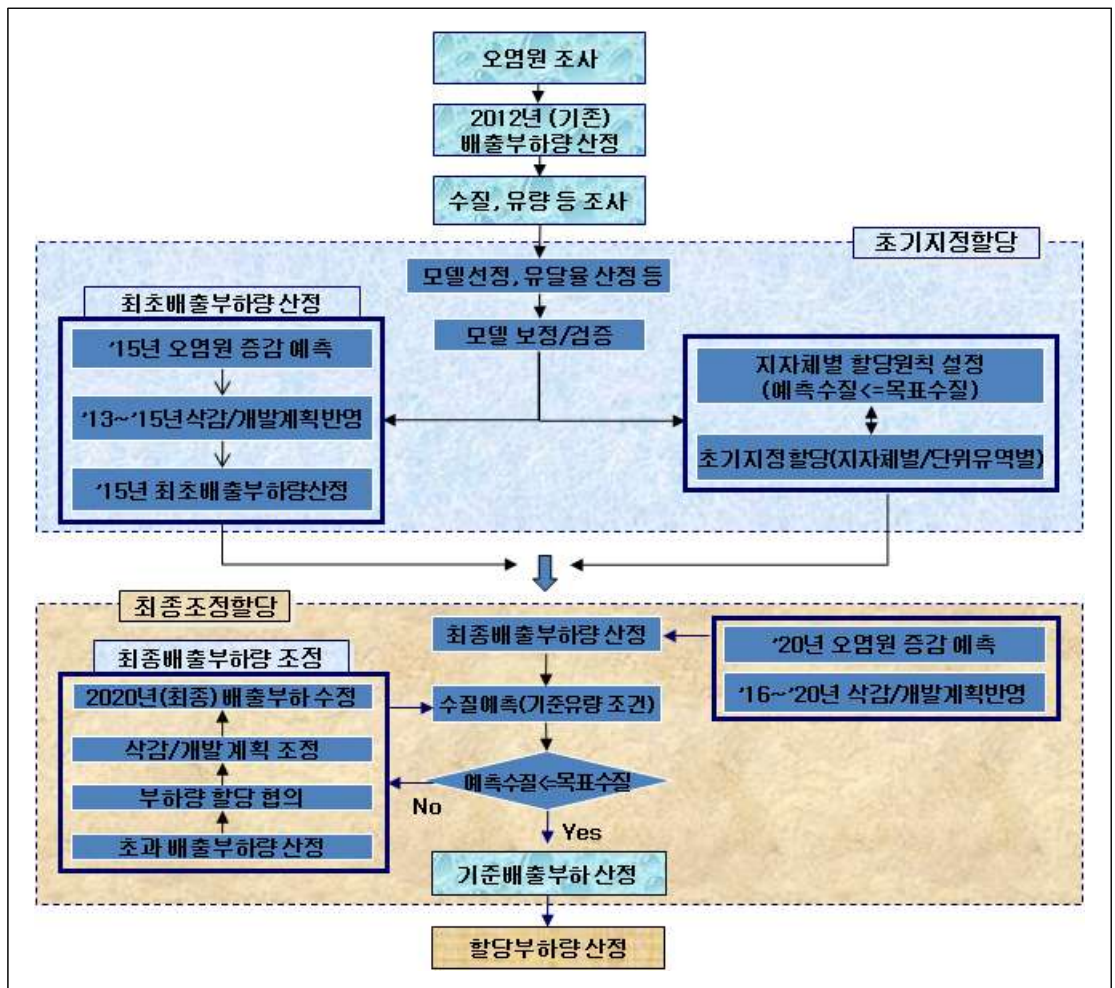 오염원 조사
2012년 (기존)
배출부하량 산정
수질, 유량 등 조사
초기지정할당
모델선정, 유달율 산정 등
모델 보정/검증
최초배출부하량 산정
'15년 오염원 증감 예측
'13~'15년삭감/개발계획반영
'15년 최초배출부하량산정
지자체별 할당원칙 설정
(예측수질<=목표수질)
초기지정할당(지자체별/단위유역별)
최종조정할당
최종배출부하량 산정
'20년 오염원 증감 예측
'16~'20년 삭감/개발계획반영
최종배출부하량 조정
2020년(최종) 배출부하 수정
삭감/개발 계획 조정
부하량 할당 협의
초과 배출부하량 산정
수질예측(기준유량 조건)
예측수질<=목표수질
No
Yes
기준배출부하 산정
할당부하량 산정